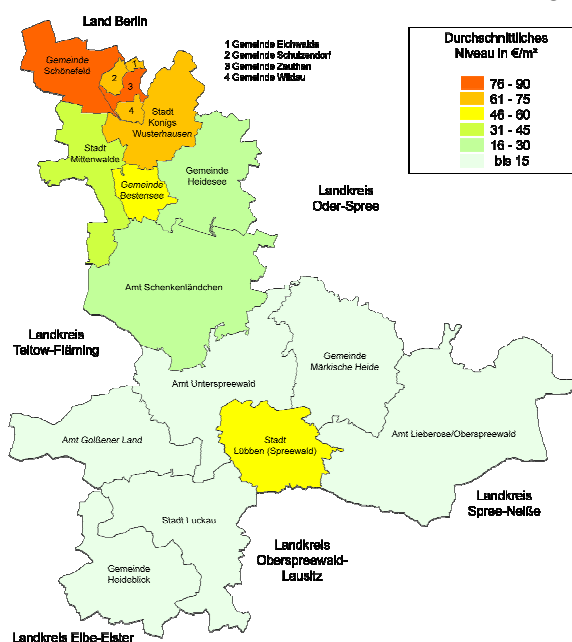 Land Berlin
1 Gemeinde Eichwalde
2 Gemeinde Schulzendorf
3 Gemeinde Zeuthen
4 Gemeinde Wildau
Durchschnittliches
Niveau in €/m²
76 - 90
61 - 75
46 - 60
31 - 45
16 - 30
bis 15
Gemeinde
Schönefeld
1
2
3
4
Stadt
Königs
Wusterhausen
Stadt
Mittenwalde
Gemeinde
Bestensee
Gemeinde
Heidesee
Landkreis
Oder-Spree
Amt Schenkenländchen
Landkreis
Teltow-Fläming
Gemeinde
Märkische Heide
Amt Unterspreewald
Amt Golßener Land
Stadt
Lübben (Spreewald)
Amt Lieberose/Oberspreewald
Landkreis
Spree-Neiße
Stadt Luckau
Landkreis
Oberspreewald-
Lausitz
Gemeinde
Heideblick
Landkreis Elbe-Elster